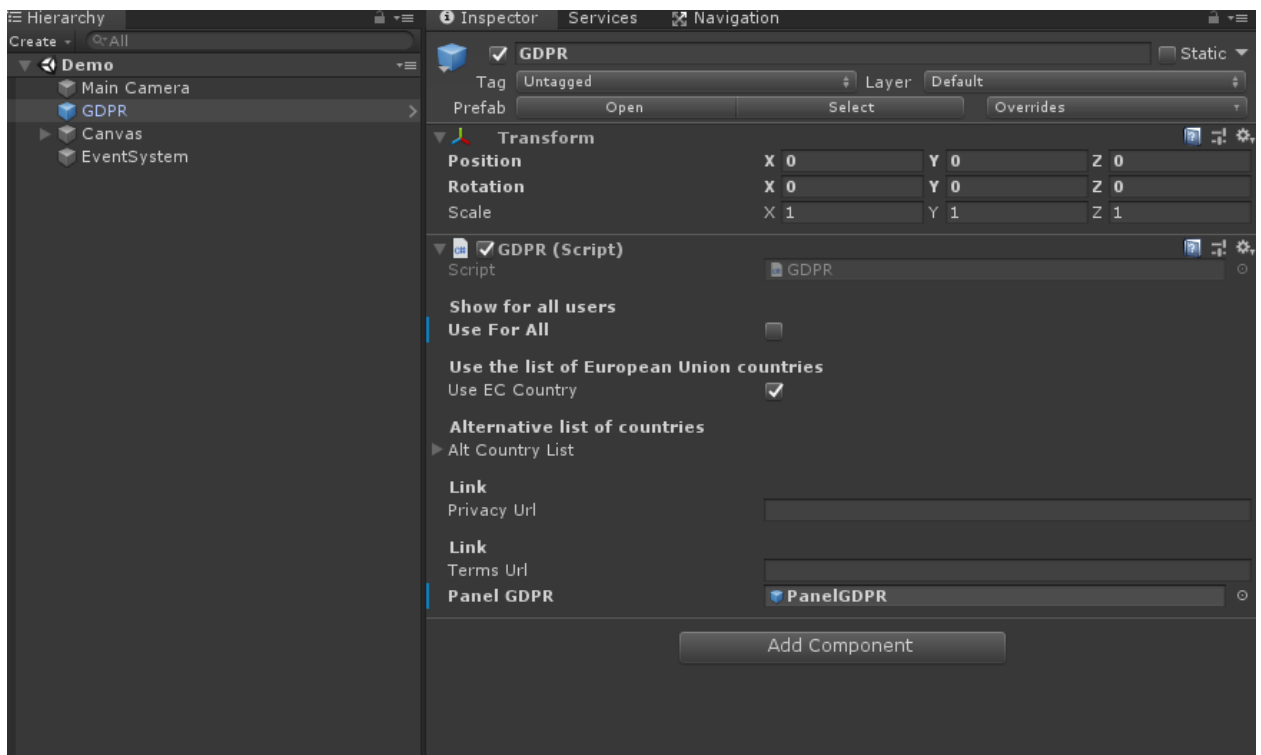 Hierarchy
Create All
Demo
Main Camera
GDPR
Canvas
EventSystem
Inspector Services Navigation
GDPR Static
Tag Untagged Layer Default
Prefab Open Select Overrides
Transform
Position X 0 Y 0 Z 0
Rotation X 0 Y 0 Z 0
Scale X 1 Y 1 Z 1
C# GDPR (Script)
Script GDPR
Show for all users
Use For All
Use the list of European Union countries
Use EC Country
Alternative list of countries
Alt Country List
Link
Privacy Url
Link
Terms Url
Panel GDPR PanelGDPR
Add Component